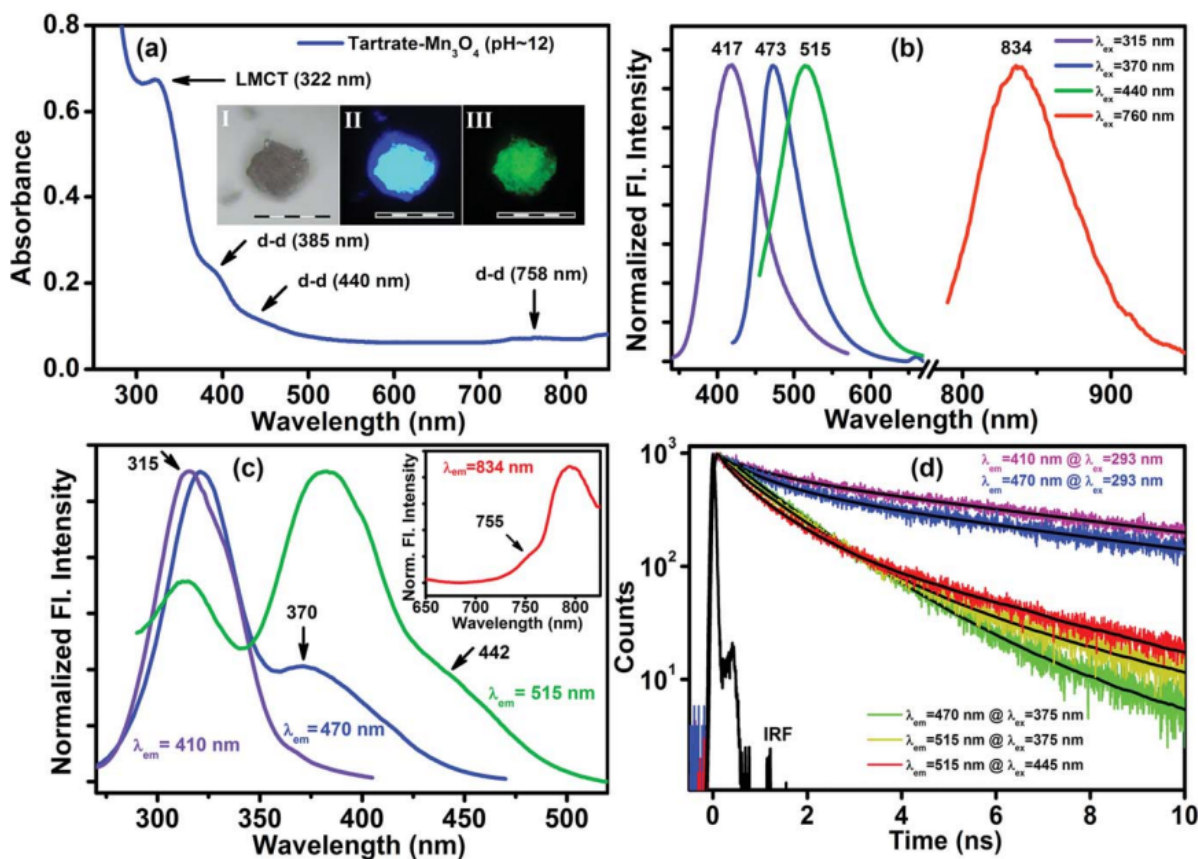 (a)
Tartrate-Mn₃O₄ (pH~12)
LMCT (322 nm)
I
II
III
d-d (385 nm)
d-d (440 nm)
d-d (758 nm)
Absorbance
0.8
0.6
0.4
0.2
0.0
300 400 500 600 700 800
Wavelength (nm)
(b)
417 473 515 834
λex=315 nm
λex=370 nm
λex=440 nm
λex=760 nm
Normalized Fl. Intensity
400 500 600 800 900
Wavelength (nm)
(c)
315
370
442
λem= 410 nm
λem= 470 nm
λem= 515 nm
Normalized Fl. Intensity
300 350 400 450 500
Wavelength (nm)
λem=834 nm
755
Norm. Fl. Intensity
650 700 750 800
Wavelength (nm)
(d)
λem=410 nm @ λex=293 nm
λem=470 nm @ λex=293 nm
IRF
λem=470 nm @ λex=375 nm
λem=515 nm @ λex=375 nm
λem=515 nm @ λex=445 nm
Counts
10³
10²
10¹
0 2 4 6 8 10
Time (ns)